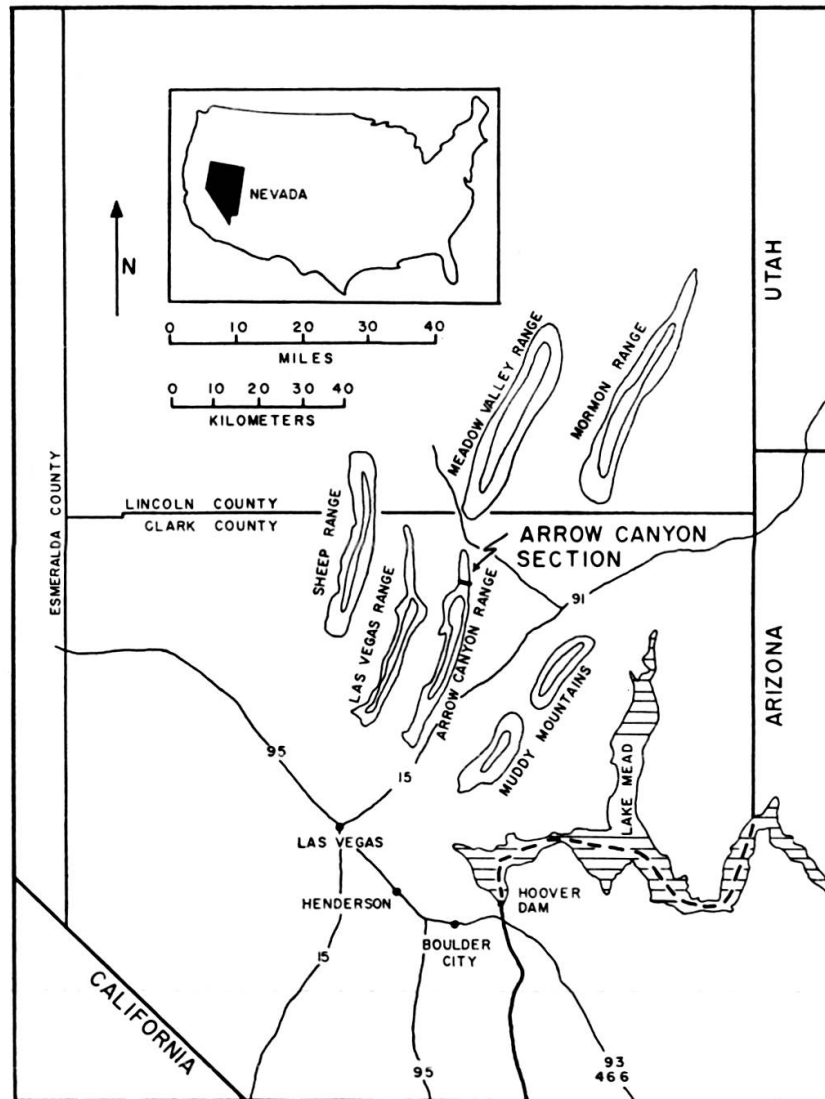 NEVADA
N
0 10 20 30 40
MILES
0 10 20 30 40
KILOMETERS
UTAH
MEADOW VALLEY RANGE
MORMON RANGE
ESMERALDA COUNTY
LINCOLN COUNTY
CLARK COUNTY
SHEEP RANGE
ARROW CANYON
SECTION
LAS VEGAS RANGE
ARROW CANYON RANGE
91
ARIZONA
MUDDY MOUNTAINS
95
15
LAKE MEAD
LAS VEGAS
HENDERSON
HOOVER
DAM
BOULDER
CITY
15
CALIFORNIA
95
93
466